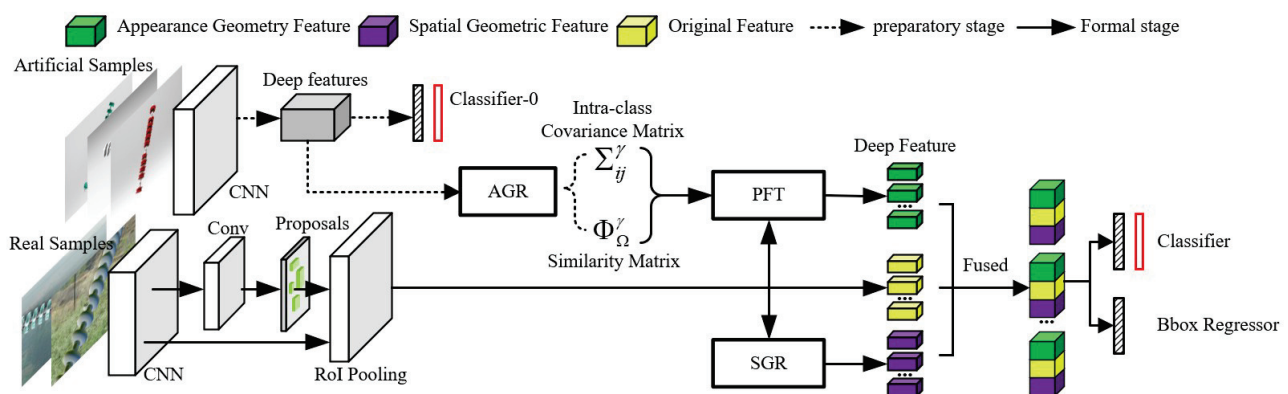 Appearance Geometry Feature
Spatial Geometric Feature
Original Feature
preparatory stage
Formal stage
Artificial Samples
Deep features
Classifier-0
Intra-class
Covariance Matrix
Σ^γ_ij
CNN
AGR
PFT
Deep Feature
Φ^γ_Ω
Similarity Matrix
Real Samples
Conv
Proposals
Fused
Classifier
Bbox Regressor
SGR
CNN
RoI Pooling